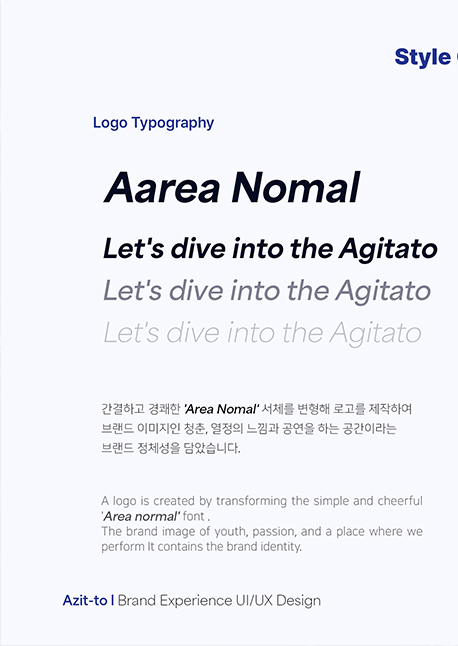 Style
Logo Typography
Aarea Nomal
Let's dive into the Agitato
Let's dive into the Agitato
Let's dive into the Agitato
간결하고 경쾌한 'Area Nomal' 서체를 변형해 로고를 제작하여
브랜드 이미지인 청춘, 열정의 느낌과 공연을 하는 공간이라는
브랜드 정체성을 담았습니다.
A logo is created by transforming the simple and cheerful
'Area normal' font .
The brand image of youth, passion, and a place where we
perform It contains the brand identity.
Azit-to l Brand Experience UI/UX Design